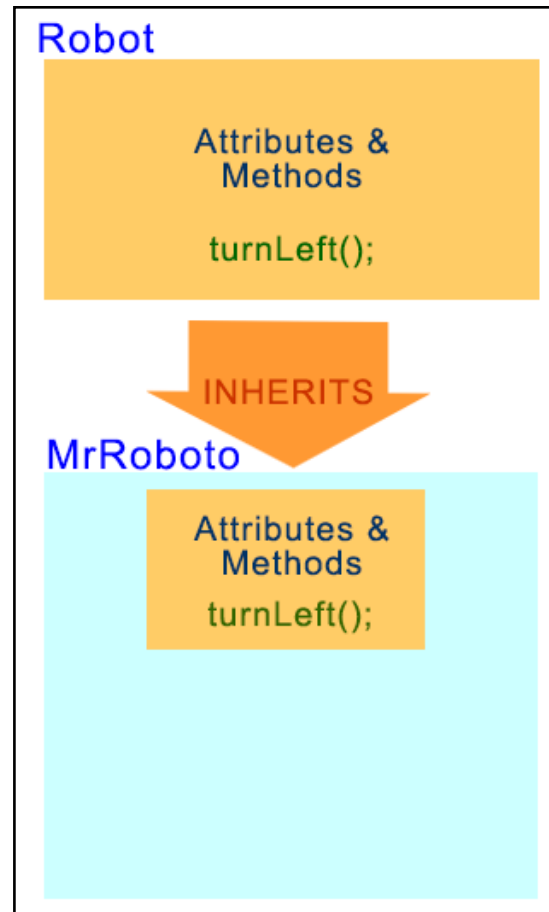 Robot
Attributes &
Methods
turnLeft();
INHERITS
MrRoboto
Attributes &
Methods
turnLeft();